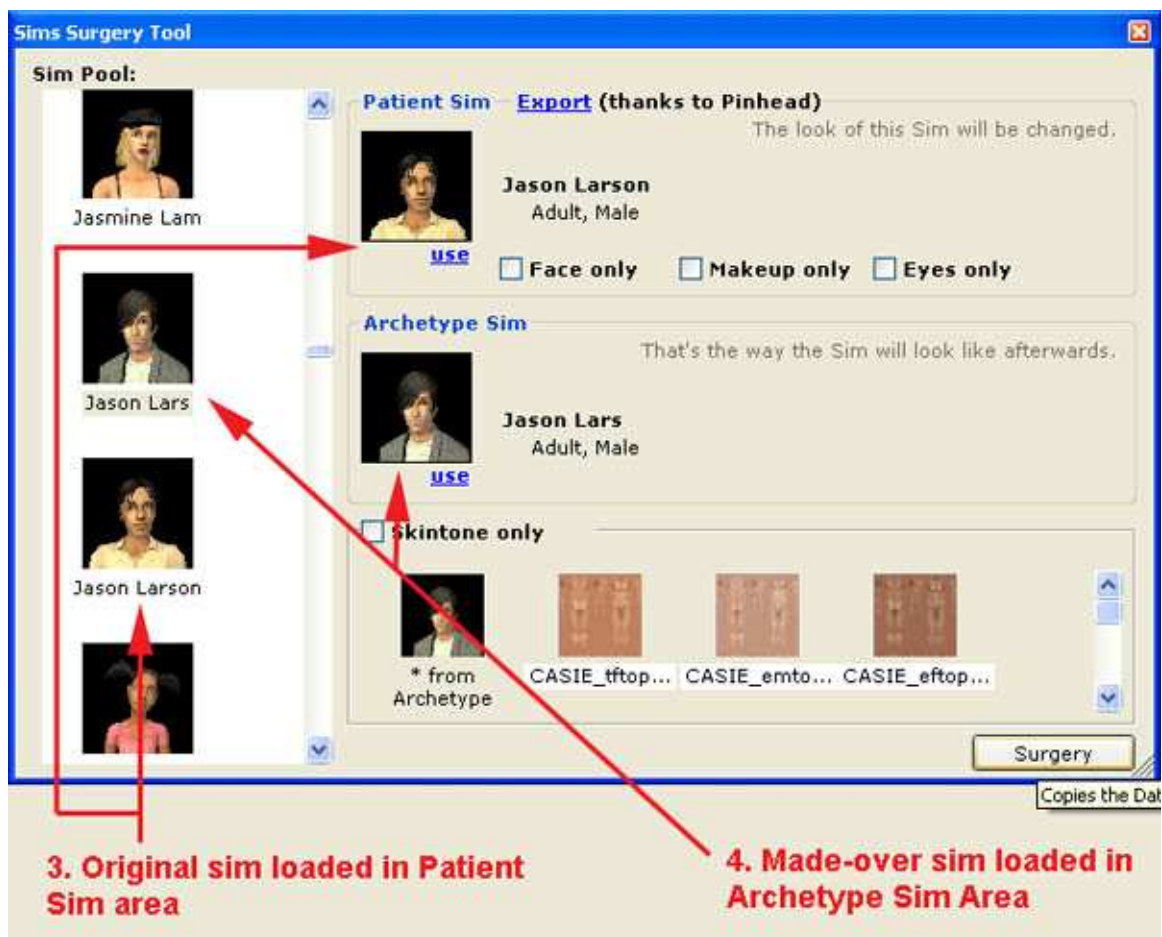 Sims Surgery Tool
Sim Pool:
Jasmine Lam
Jason Lars
Jason Larson
Patient Sim Export (thanks to Pinhead)
The look of this Sim will be changed.
Jason Larson
Adult, Male
use
Face only Makeup only Eyes only
Archetype Sim
That's the way the Sim will look like afterwards.
Jason Lars
Adult, Male
use
Skintone only
* from
Archetype
CASIE_tftop... CASIE_emto... CASIE_eftop...
Surgery
Copies the Dat
3. Original sim loaded in Patient
Sim area
4. Made-over sim loaded in
Archetype Sim Area